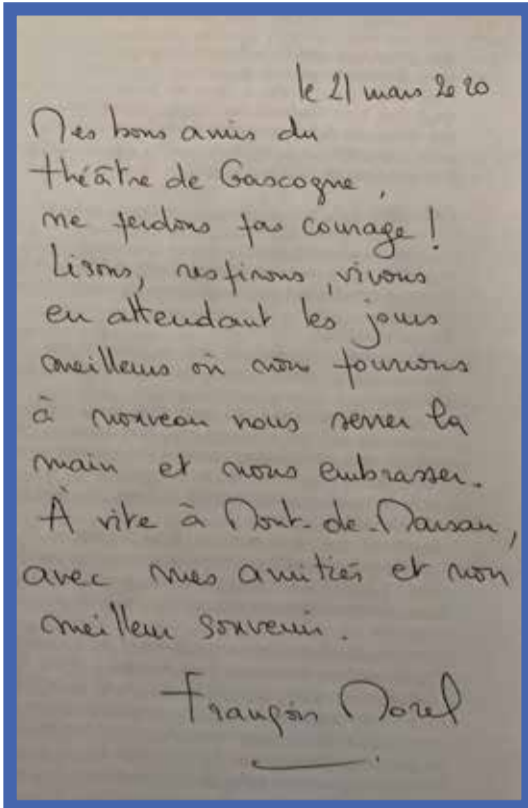 le 21 mars 2020
Mes bons amis du
théâtre de Gascogne,
ne perdons pas courage !
Lisons, respirons, vivons
en attendant les jours
meilleurs où nous pourrons
à nouveau nous serrer la
main et nous embrasser.
À vite à Mont-de-Marsan,
avec mes amitiés et mon
meilleur souvenir.
François Morel